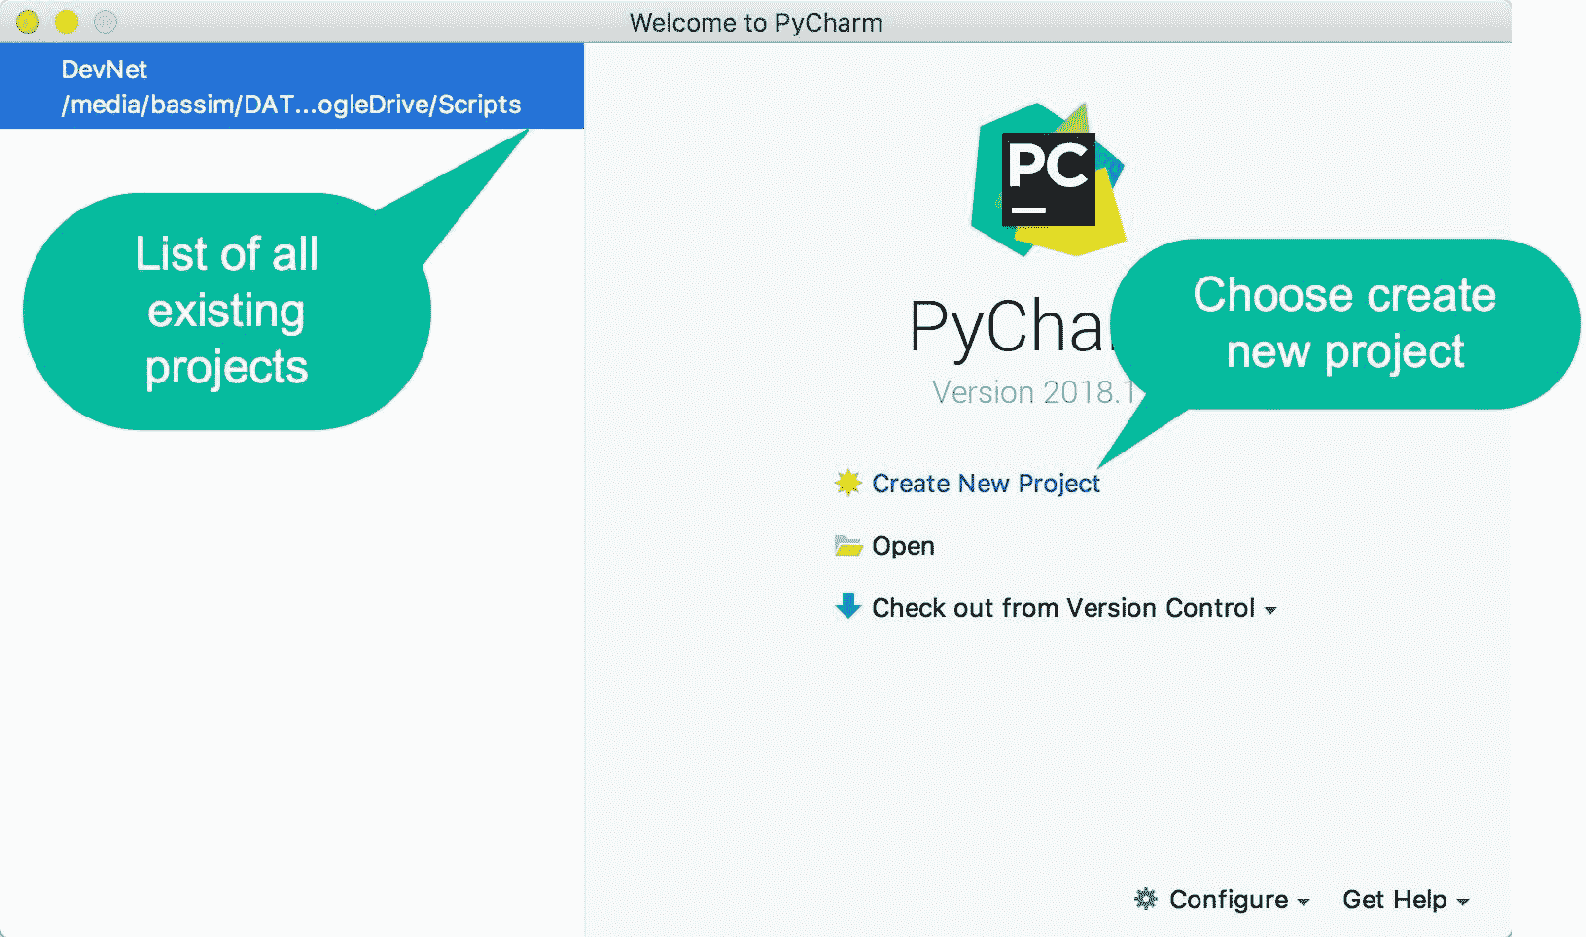 Welcome to PyCharm
DevNet
/media/bassim/DAT...ogleDrive/Scripts
List of all
existing
projects
PC
Choose create
new project
PyCha
Version 2018.1
Create New Project
Open
Check out from Version Control
Configure
Get Help